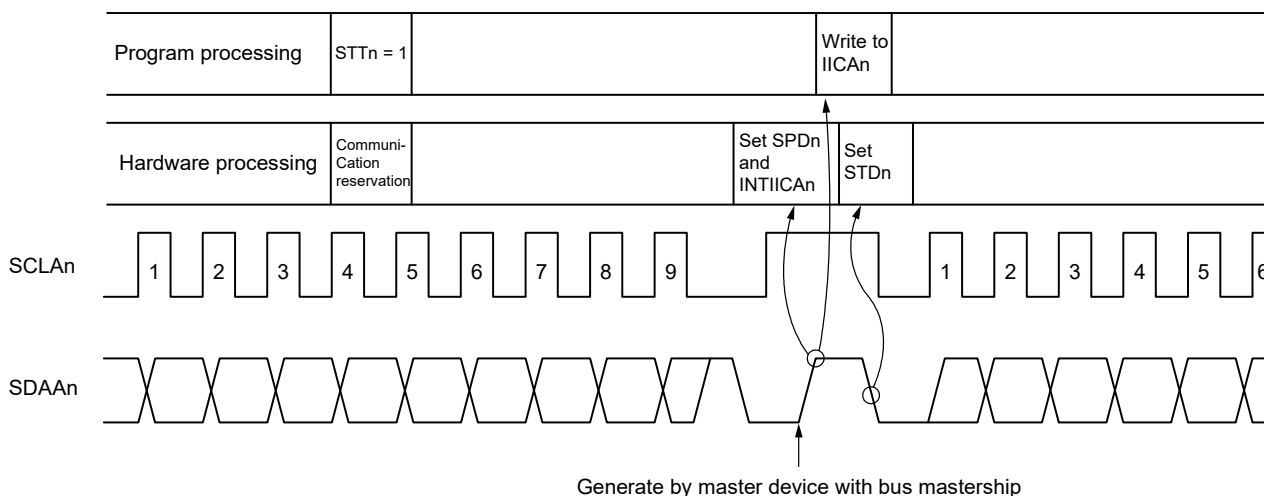 Program processing
STTn = 1
Write to
IICAn
Hardware processing
Communi-
Cation
reservation
Set SPDn
and
INTIICAn
Set
STDn
SCLAn
1 2 3 4 5 6 7 8 9 1 2 3 4 5 6
SDAAn
Generate by master device with bus mastership